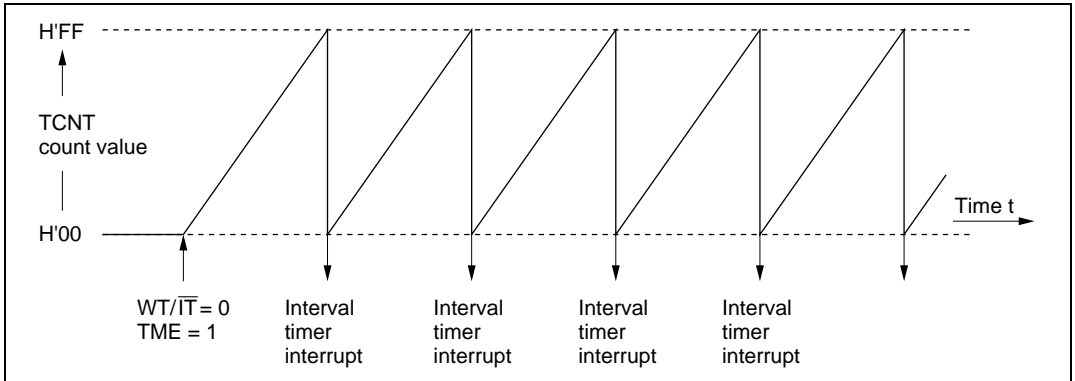 H'FF
TCNT
count value
H'00
Time t
WT/I̅T̅ = 0
TME = 1
Interval
timer
interrupt
Interval
timer
interrupt
Interval
timer
interrupt
Interval
timer
interrupt